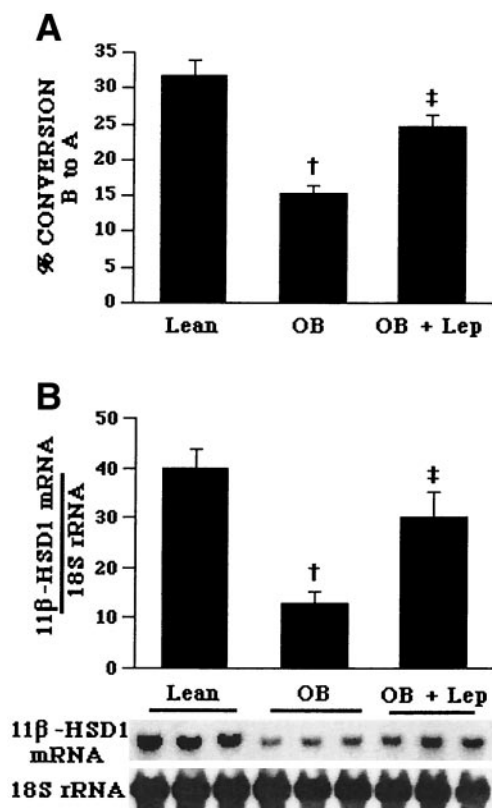 A
% CONVERSION
B to A
35
30
25
20
15
10
5
0
†
‡
Lean OB OB + Lep
B
11β-HSD1 mRNA
18S rRNA
50
40
30
20
10
0
†
‡
Lean OB OB + Lep
11β-HSD1
mRNA
18S rRNA